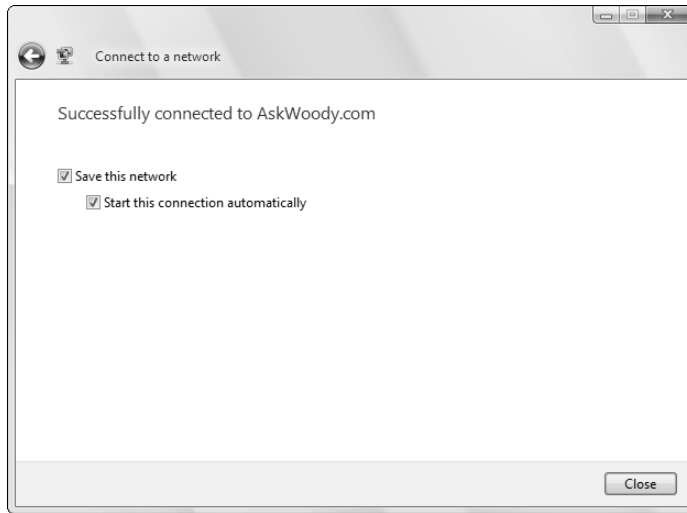 Connect to a network
Successfully connected to AskWoody.com
Save this network
Start this connection automatically
Close